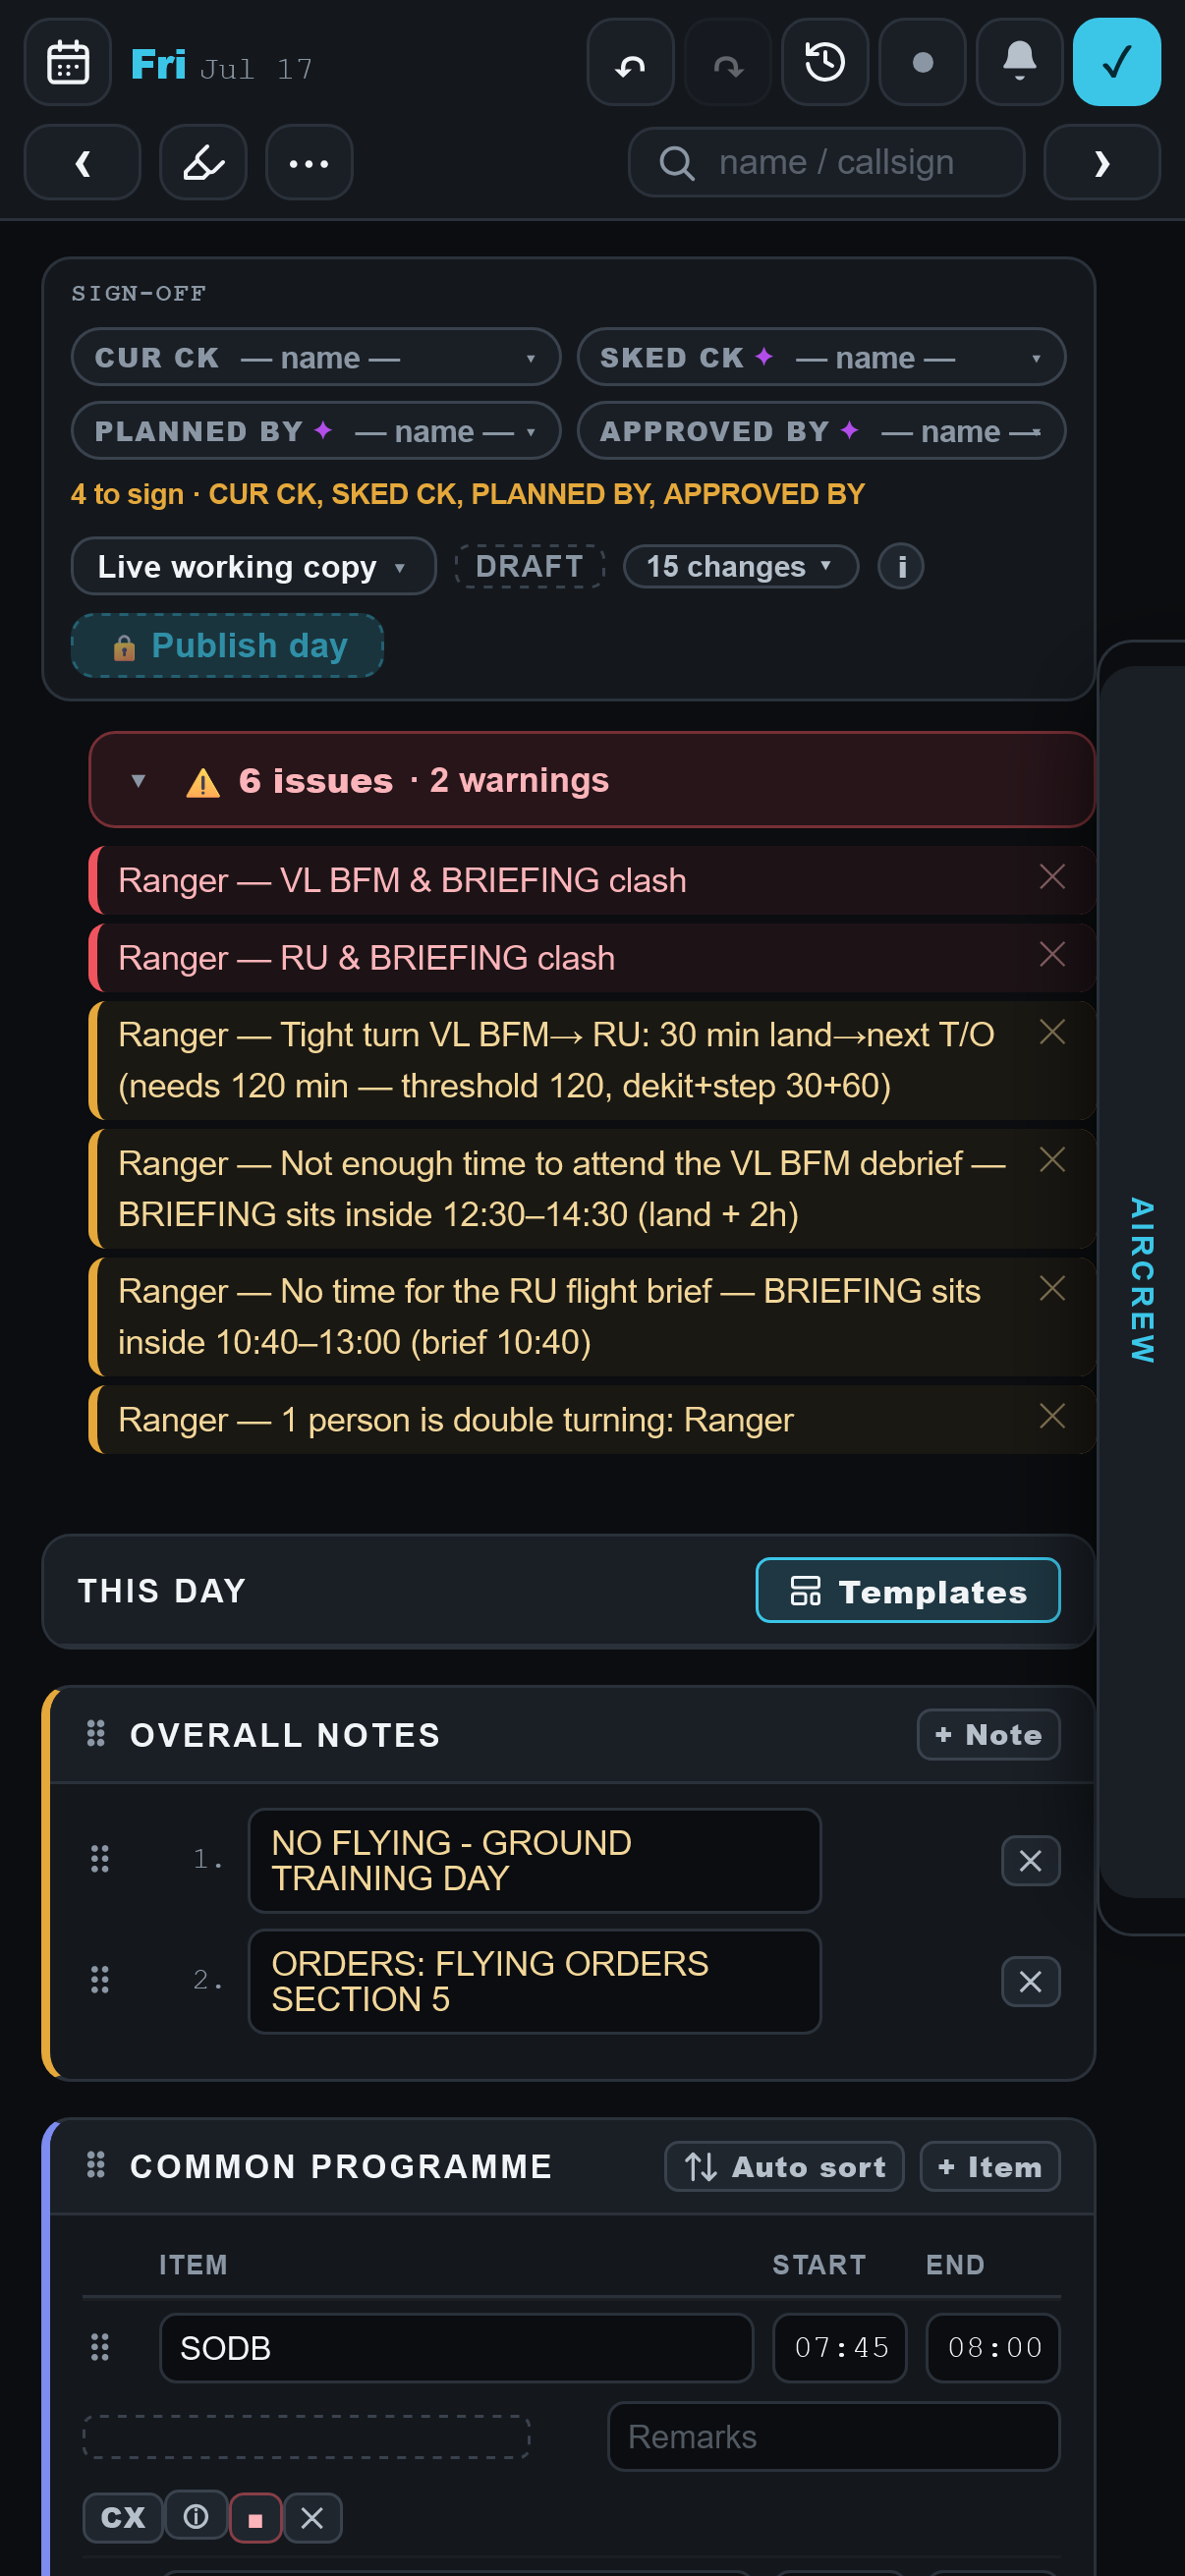 Fri Jul 17
name / callsign
SIGN-OFF
CUR CK — name —
SKED CK ✦ — name —
PLANNED BY ✦ — name —
APPROVED BY ✦ — name —
4 to sign · CUR CK, SKED CK, PLANNED BY, APPROVED BY
Live working copy
DRAFT
15 changes
i
Publish day
6 issues · 2 warnings
Ranger — VL BFM & BRIEFING clash
Ranger — RU & BRIEFING clash
Ranger — Tight turn VL BFM→ RU: 30 min land→next T/O
(needs 120 min — threshold 120, dekit+step 30+60)
Ranger — Not enough time to attend the VL BFM debrief —
BRIEFING sits inside 12:30–14:30 (land + 2h)
Ranger — No time for the RU flight brief — BRIEFING sits
inside 10:40–13:00 (brief 10:40)
Ranger — 1 person is double turning: Ranger
AIRCREW
THIS DAY
Templates
OVERALL NOTES
+ Note
1. NO FLYING - GROUND
TRAINING DAY
2. ORDERS: FLYING ORDERS
SECTION 5
COMMON PROGRAMME
Auto sort
+ Item
ITEM START END
SODB 07:45 08:00
Remarks
CX